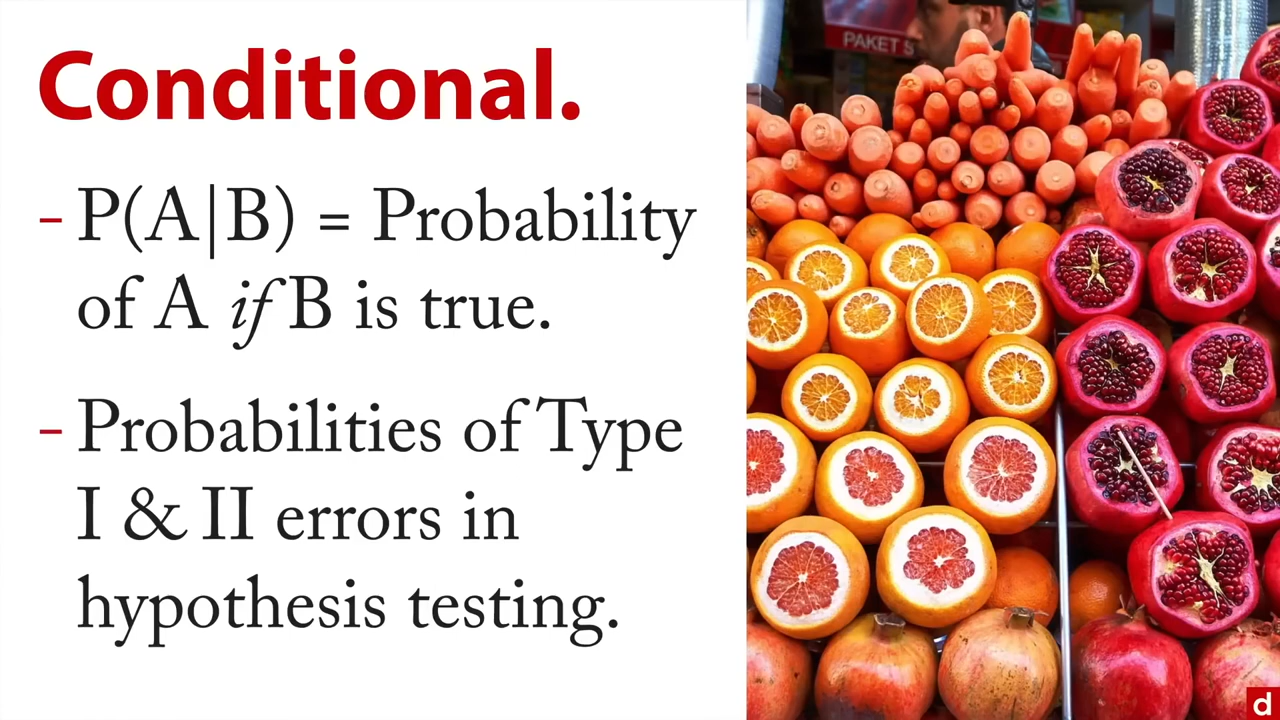 Conditional.
- P(A|B) = Probability
of A if B is true.
- Probabilities of Type
I & II errors in
hypothesis testing.
PAKET S
d